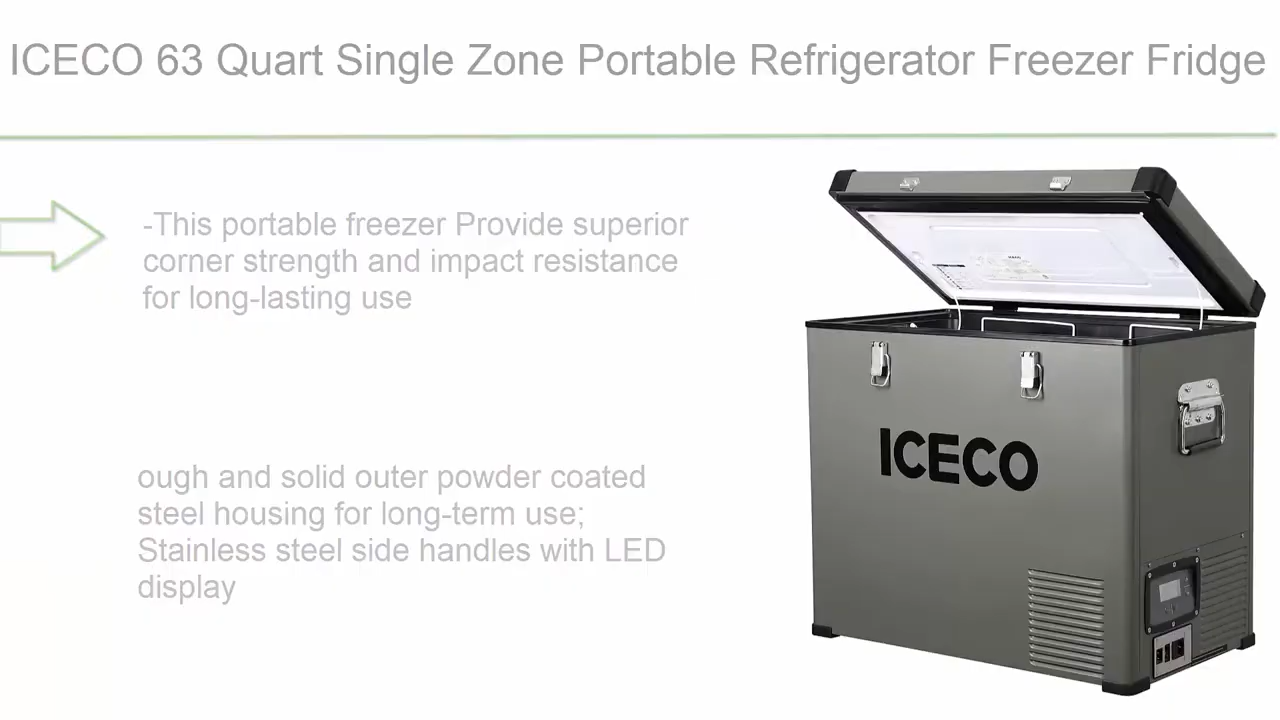 ICECO 63 Quart Single Zone Portable Refrigerator Freezer Fridge
-This portable freezer Provide superior
corner strength and impact resistance
for long-lasting use
ough and solid outer powder coated
steel housing for long-term use;
Stainless steel side handles with LED
display
ICECO